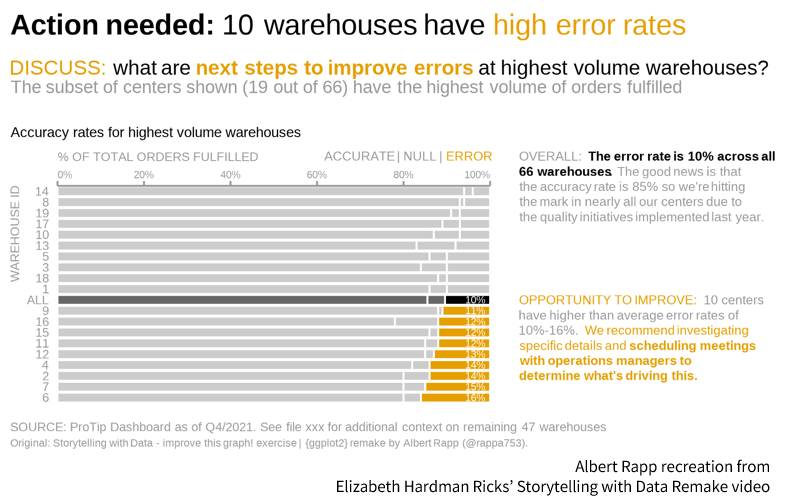 Action needed: 10 warehouses have high error rates
DISCUSS: what are next steps to improve errors at highest volume warehouses?
The subset of centers shown (19 out of 66) have the highest volume of orders fulfilled
Accuracy rates for highest volume warehouses
% OF TOTAL ORDERS FULFILLED
ACCURATE | NULL | ERROR
0% 20% 40% 60% 80% 100%
WAREHOUSE ID
14
8
19
17
10
13
5
3
18
1
ALL 10%
9 11%
16 12%
15 12%
11 12%
12 13%
4 14%
2 14%
7 15%
6 16%
OVERALL: The error rate is 10% across all
66 warehouses. The good news is that
the accuracy rate is 85% so we're hitting
the mark in nearly all our centers due to
the quality initiatives implemented last year.
OPPORTUNITY TO IMPROVE: 10 centers
have higher than average error rates of
10%-16%. We recommend investigating
specific details and scheduling meetings
with operations managers to
determine what's driving this.
SOURCE: ProTip Dashboard as of Q4/2021. See file xxx for additional context on remaining 47 warehouses
Original: Storytelling with Data - improve this graph! exercise | {ggplot2} remake by Albert Rapp (@rappa753).
Albert Rapp recreation from
Elizabeth Hardman Ricks’ Storytelling with Data Remake video